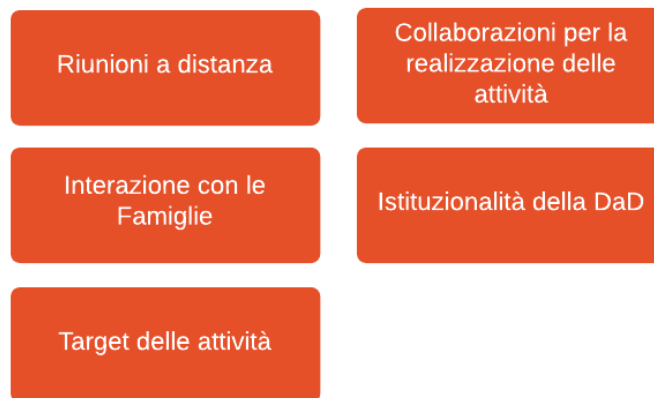 Riunioni a distanza
Collaborazioni per la
realizzazione delle
attività
Interazione con le
Famiglie
Istituzionalità della DaD
Target delle attività